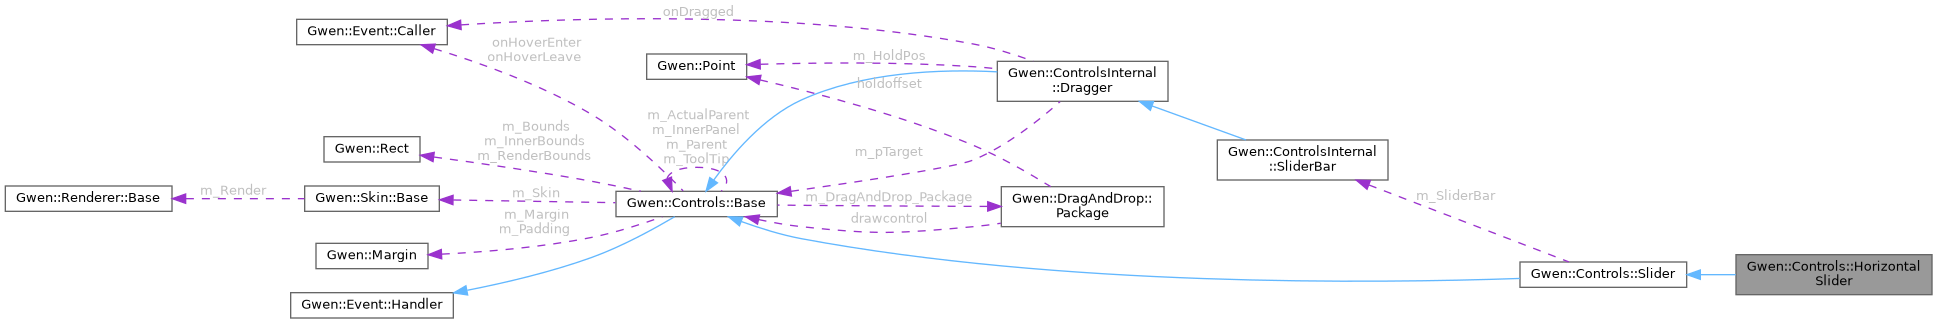 onDragged
Gwen::Event::Caller
onHoverEnter
onHoverLeave
Gwen::Point
m_HoldPos
Gwen::ControlsInternal
::Dragger
holdoffset
m_ActualParent
m_InnerPanel
m_Parent
m_ToolTip
m_Bounds
m_InnerBounds
m_RenderBounds
Gwen::Rect
m_pTarget
Gwen::ControlsInternal
::SliderBar
Gwen::Renderer::Base
m_Render
Gwen::Skin::Base
m_Skin
Gwen::Controls::Base
m_DragAndDrop_Package
Gwen::DragAndDrop::
Package
m_SliderBar
m_Margin
m_Padding
drawcontrol
Gwen::Margin
Gwen::Controls::Slider
Gwen::Controls::Horizontal
Slider
Gwen::Event::Handler